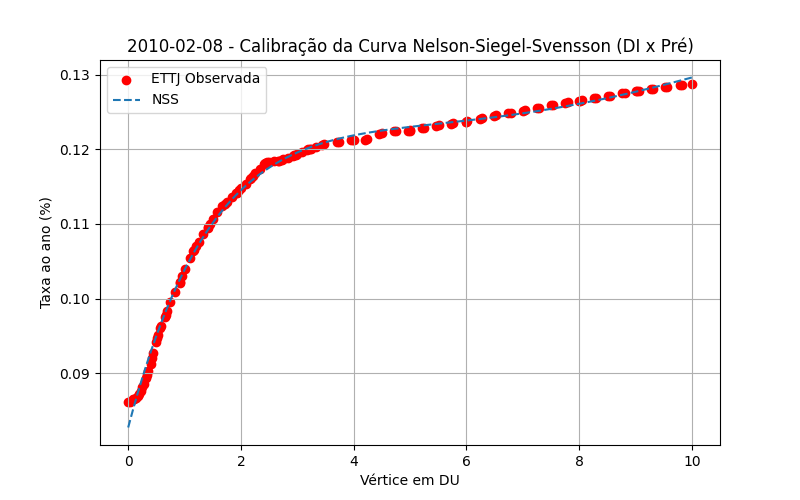 2010-02-08 - Calibração da Curva Nelson-Siegel-Svensson (DI x Pré)
ETTJ Observada
NSS
Taxa ao ano (%)
0.13
0.12
0.11
0.10
0.09
0 2 4 6 8 10
Vértice em DU